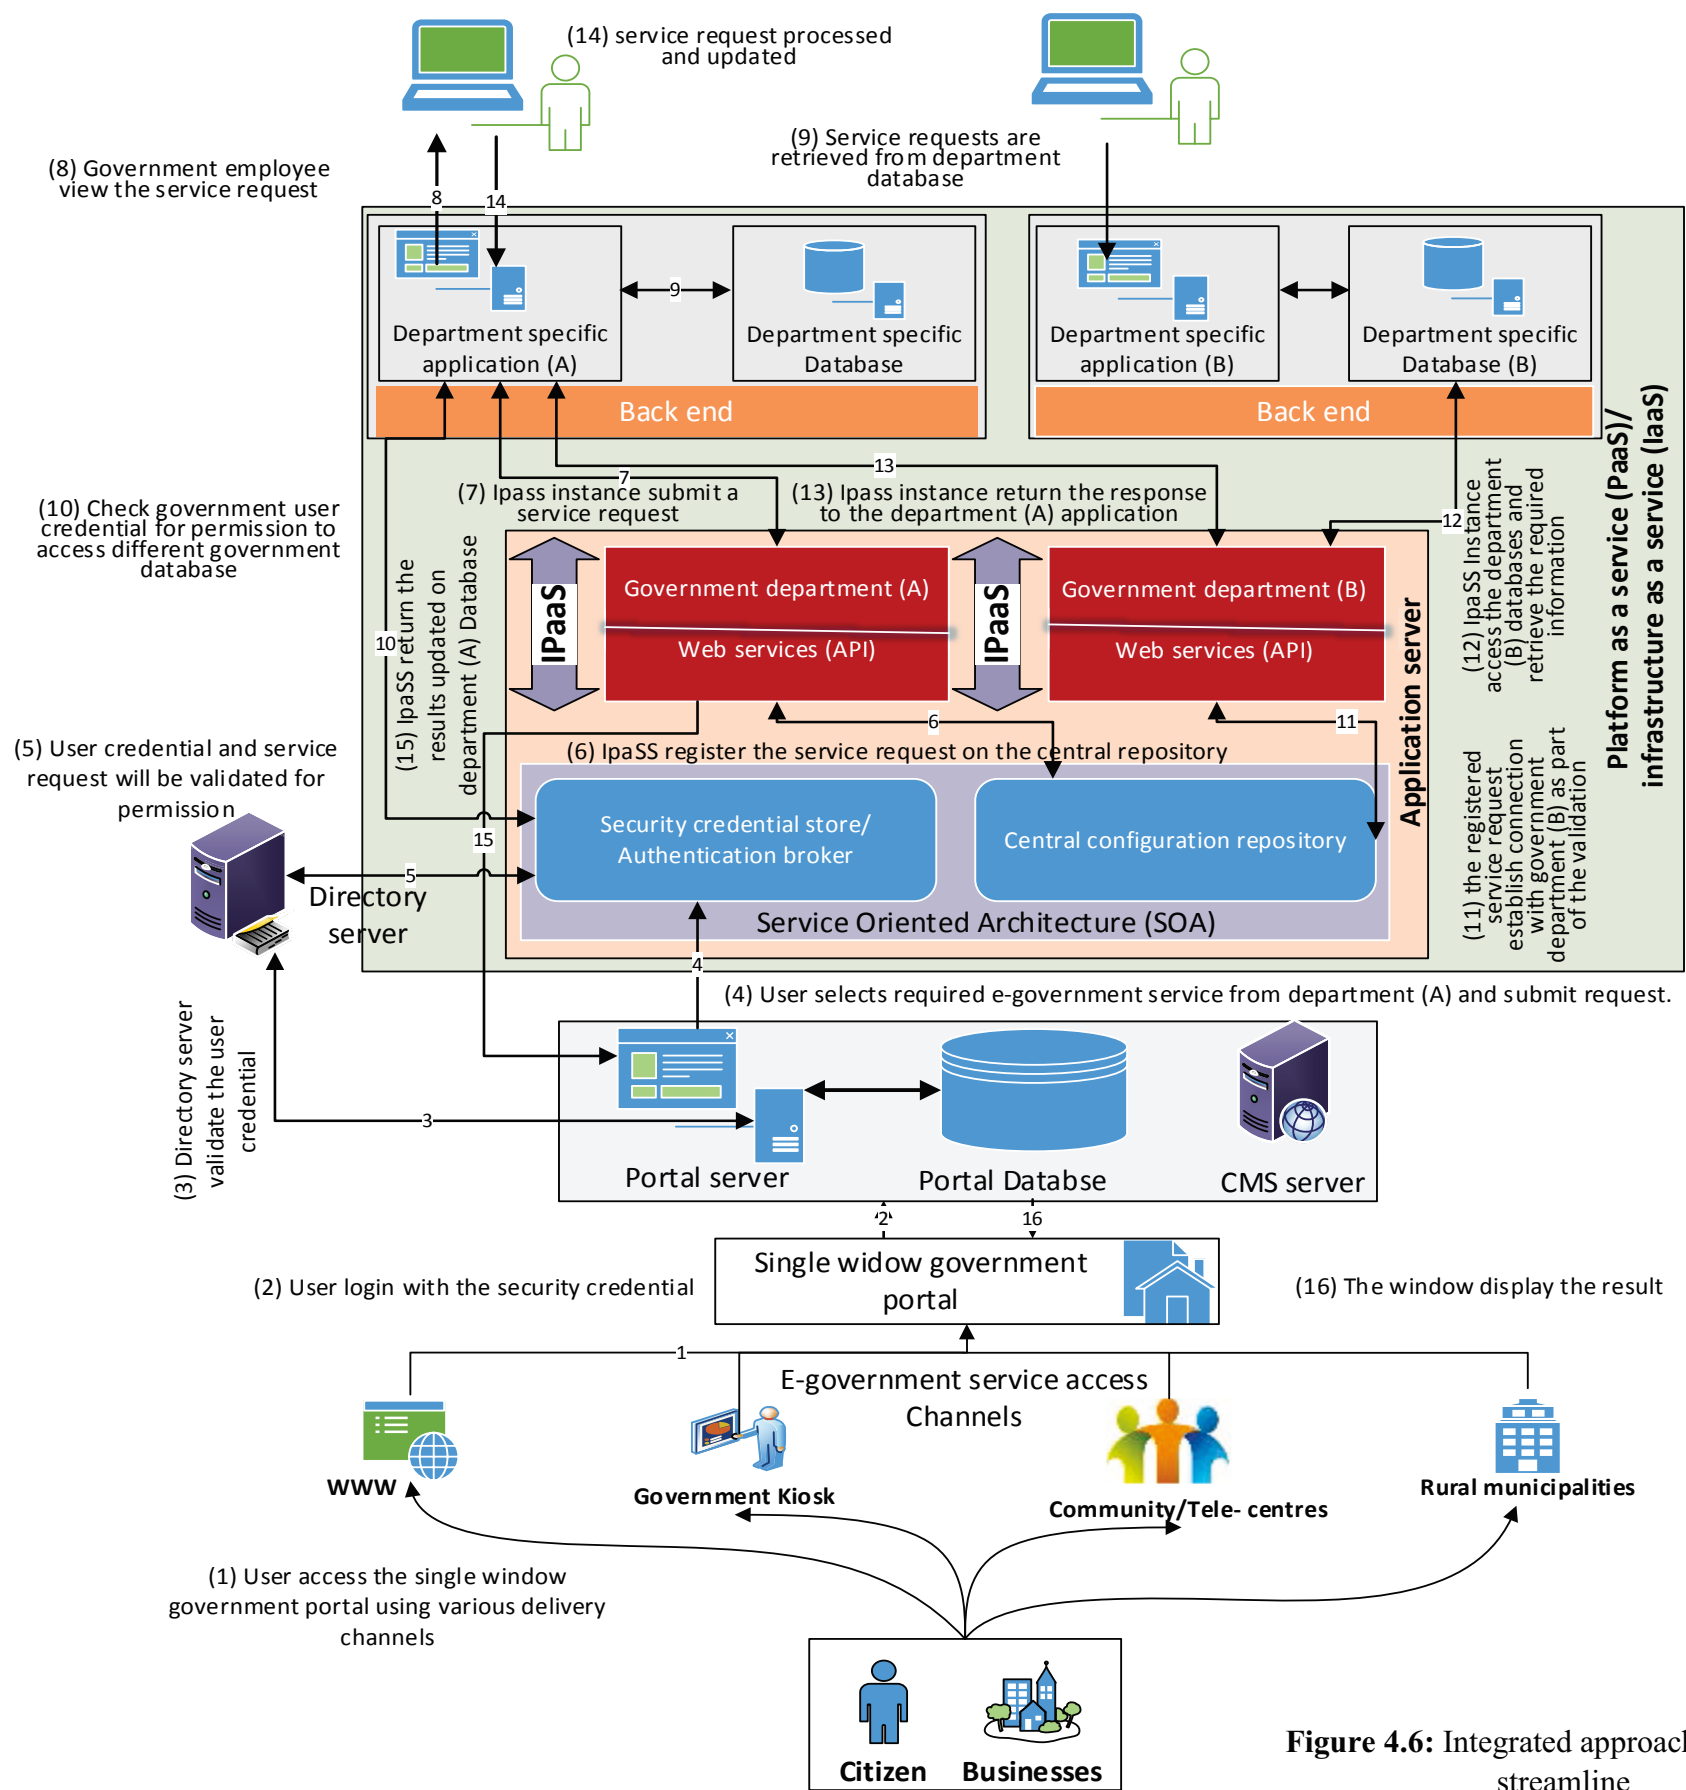 (14) service request processed
and updated
(9) Service requests are
retrieved from department
database
(8) Government employee
view the service request
8
14
9
Department specific
application (A)
Department specific
Database
Back end
Department specific
application (B)
Department specific
Database (B)
Back end
Platform as a service (PaaS)/
infrastructure as a service (IaaS)
7
13
12
(7) Ipass instance submit a
service request
(13) Ipass instance return the response
to the department (A) application
(10) Check government user
credential for permission to
access different government
database
(12) IpaSS Instance
access the department
(B) databases and
retrieve the required
information
(15) IpaSS return the
results updated on
department (A) Database
10
IPaaS
Government department (A)
Web services (API)
IPaaS
Government department (B)
Web services (API)
Application server
6
11
(6) IpaSS register the service request on the central repository
(5) User credential and service
request will be validated for
permission
(11) the registered
service request
establish connection
with government
department (B) as part
of the validation
15
Security credential store/
Authentication broker
Central configuration repository
Service Oriented Architecture (SOA)
5
Directory
server
4
(4) User selects required e-government service from department (A) and submit request.
(3) Directory server
validate the user
credential
3
Portal server
Portal Databse
CMS server
2
16
Single widow government
portal
(2) User login with the security credential
(16) The window display the result
1
E-government service access
Channels
WWW
Government Kiosk
Community/Tele- centres
Rural municipalities
(1) User access the single window
government portal using various delivery
channels
Citizen
Businesses
Figure 4.6: Integrated approach
streamline